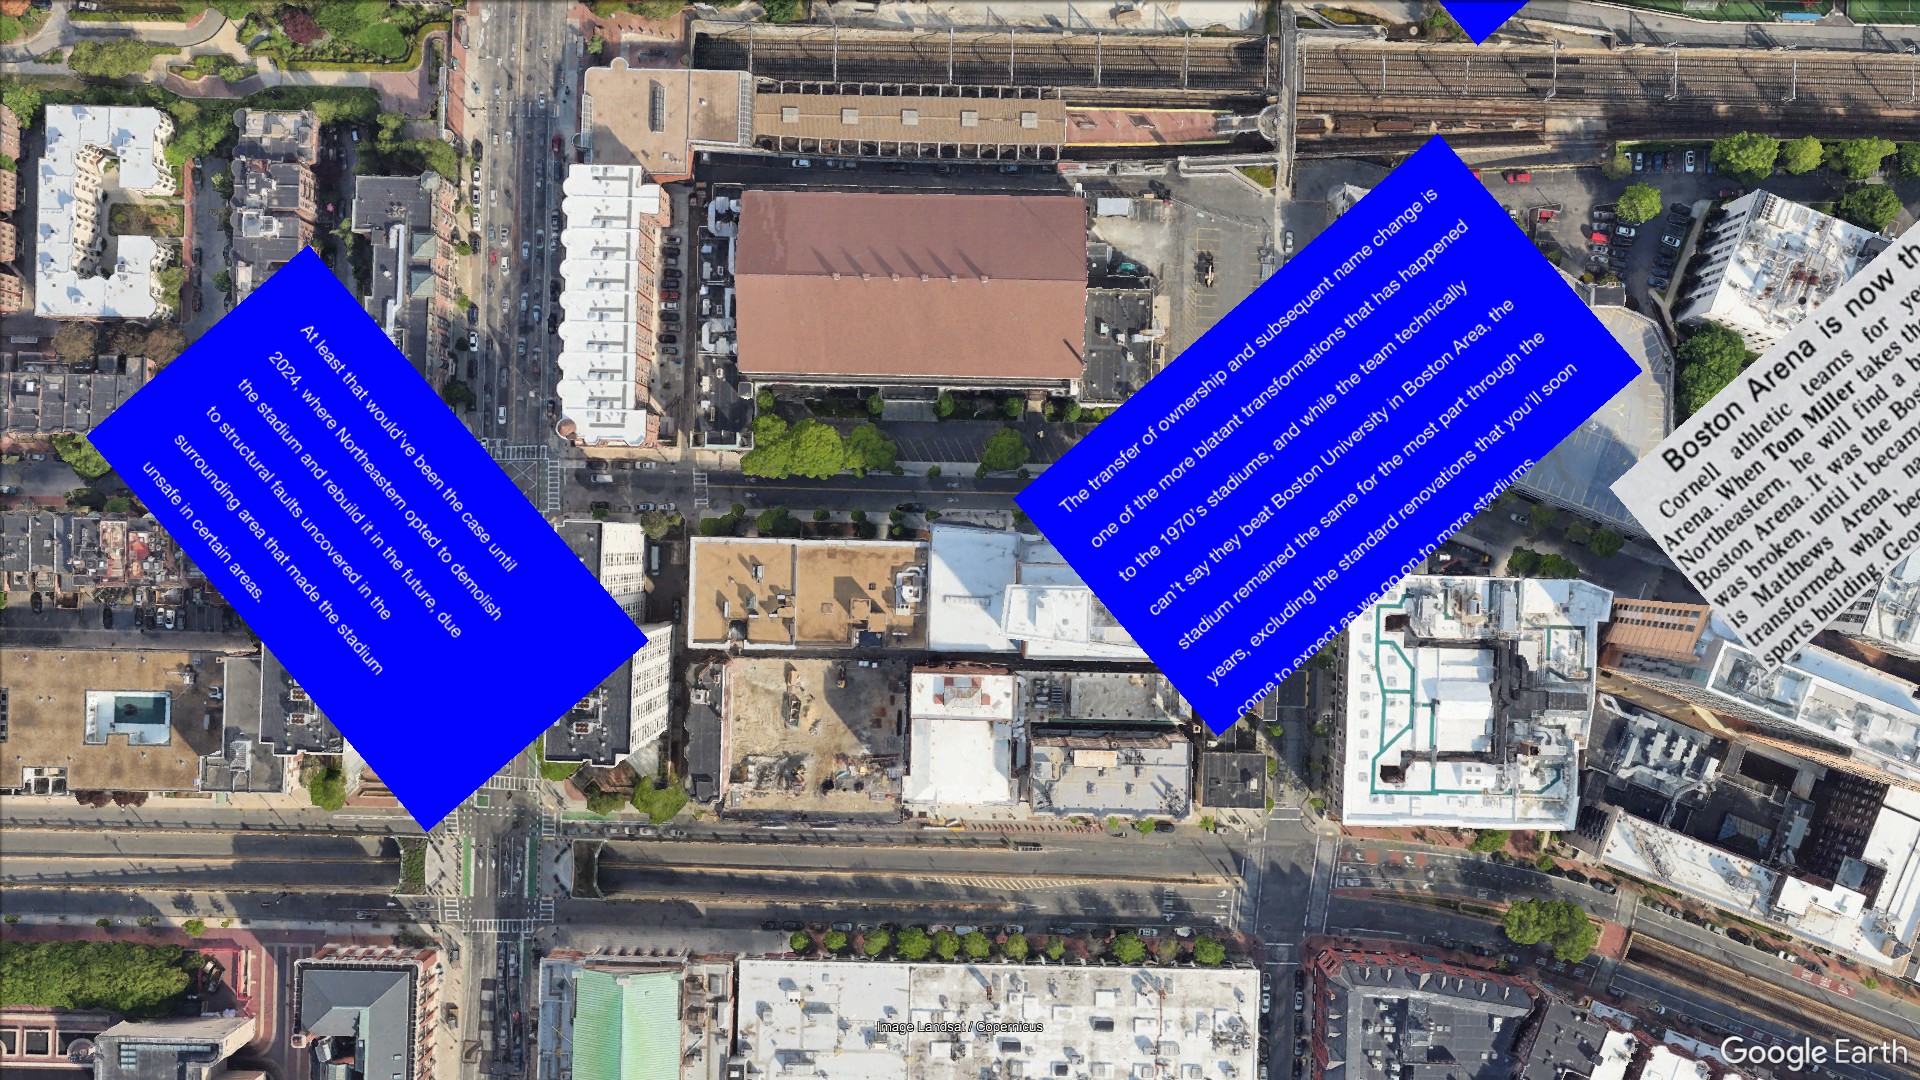 At least that would've been the case until
2024, where Northeastern opted to demolish
the stadium and rebuild it in the future, due
to structural faults uncovered in the
surrounding area that made the stadium
unsafe in certain areas.
The transfer of ownership and subsequent name change is
one of the more blatant transformations that has happened
to the 1970's stadiums, and while the team technically
can't say they beat Boston University in Boston Area, the
stadium remained the same for the most part through the
years, excluding the standard renovations that you'll soon
come to expect as we go on to more stadiums.
Boston Arena is now
Cornell athletic teams for
Arena.. When Tom Miller takes
Northeastern, he will find a
Boston Arena..It was the
was broken, until it
is Matthews Arena,
transformed what
sports building.
Image Landsat / Copernicus
Google Earth